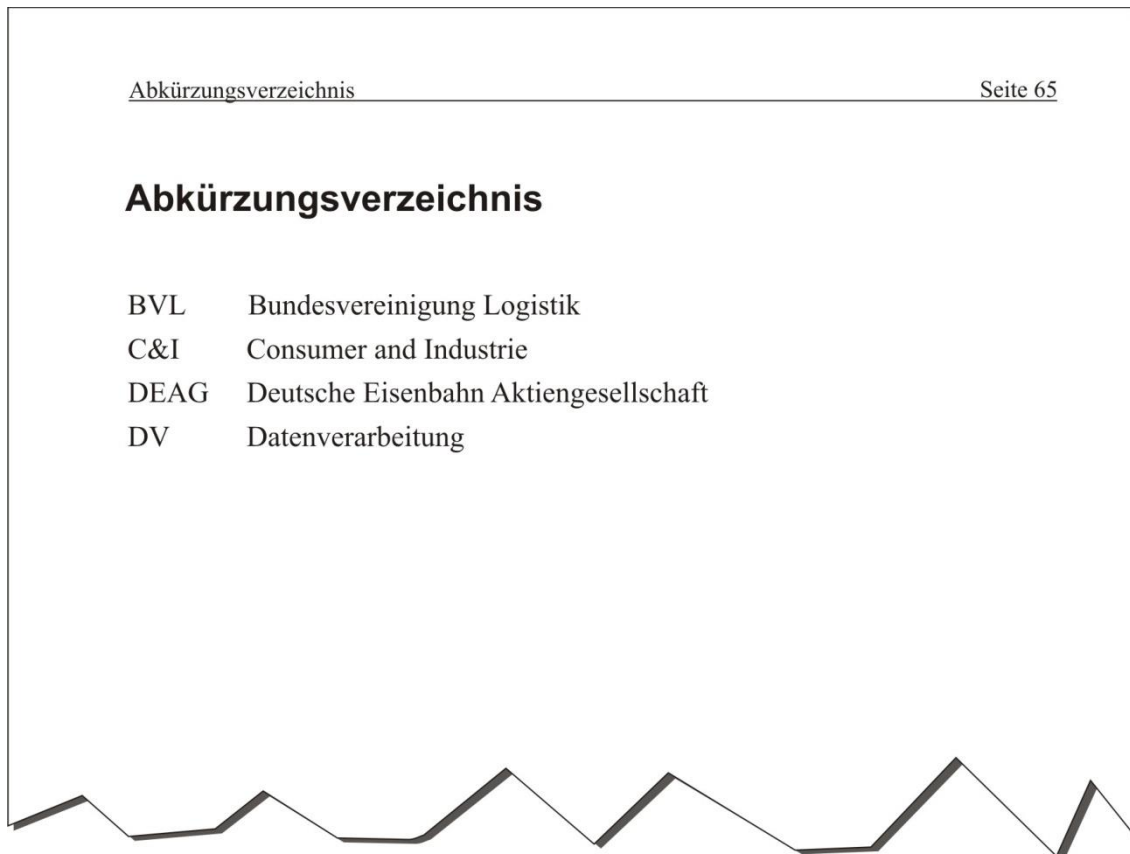 Abkürzungsverzeichnis Seite 65
Abkürzungsverzeichnis
BVL Bundesvereinigung Logistik
C&I Consumer and Industrie
DEAG Deutsche Eisenbahn Aktiengesellschaft
DV Datenverarbeitung